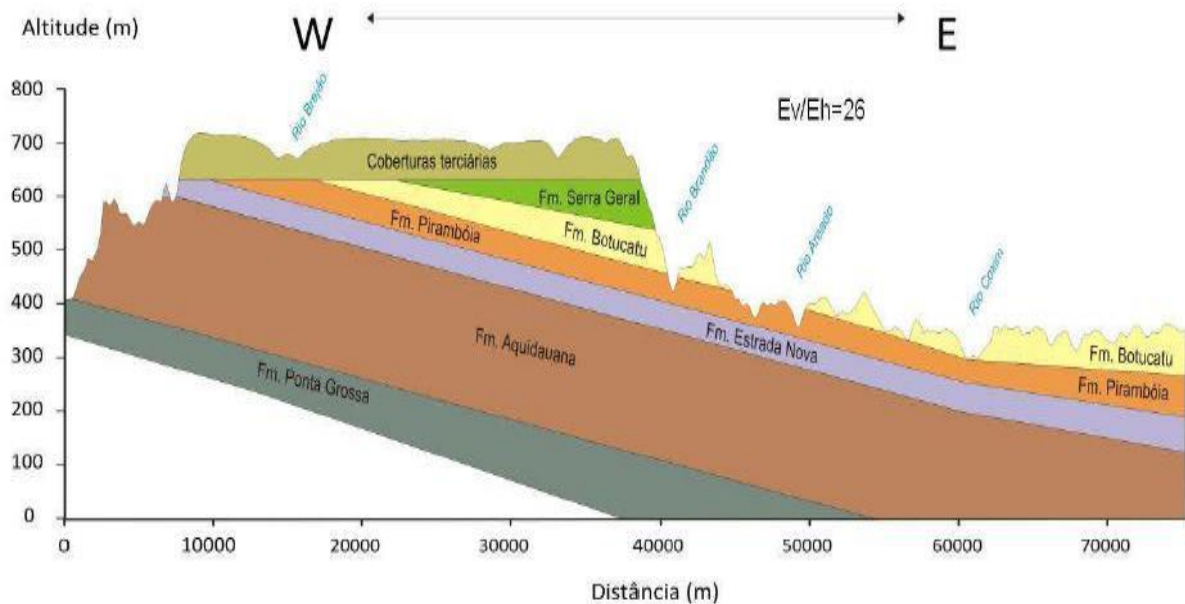 Altitude (m)
W
E
Ev/Eh=26
800
700
600
500
400
300
200
100
0
Rio Brejão
Rio Brandão
Rio Areado
Rio Coxim
Coberturas terciárias
Fm. Serra Geral
Fm. Botucatu
Fm. Pirambóia
Fm. Estrada Nova
Fm. Aquidauana
Fm. Ponta Grossa
Fm. Botucatu
Fm. Pirambóia
0
10000
20000
30000
40000
50000
60000
70000
Distância (m)